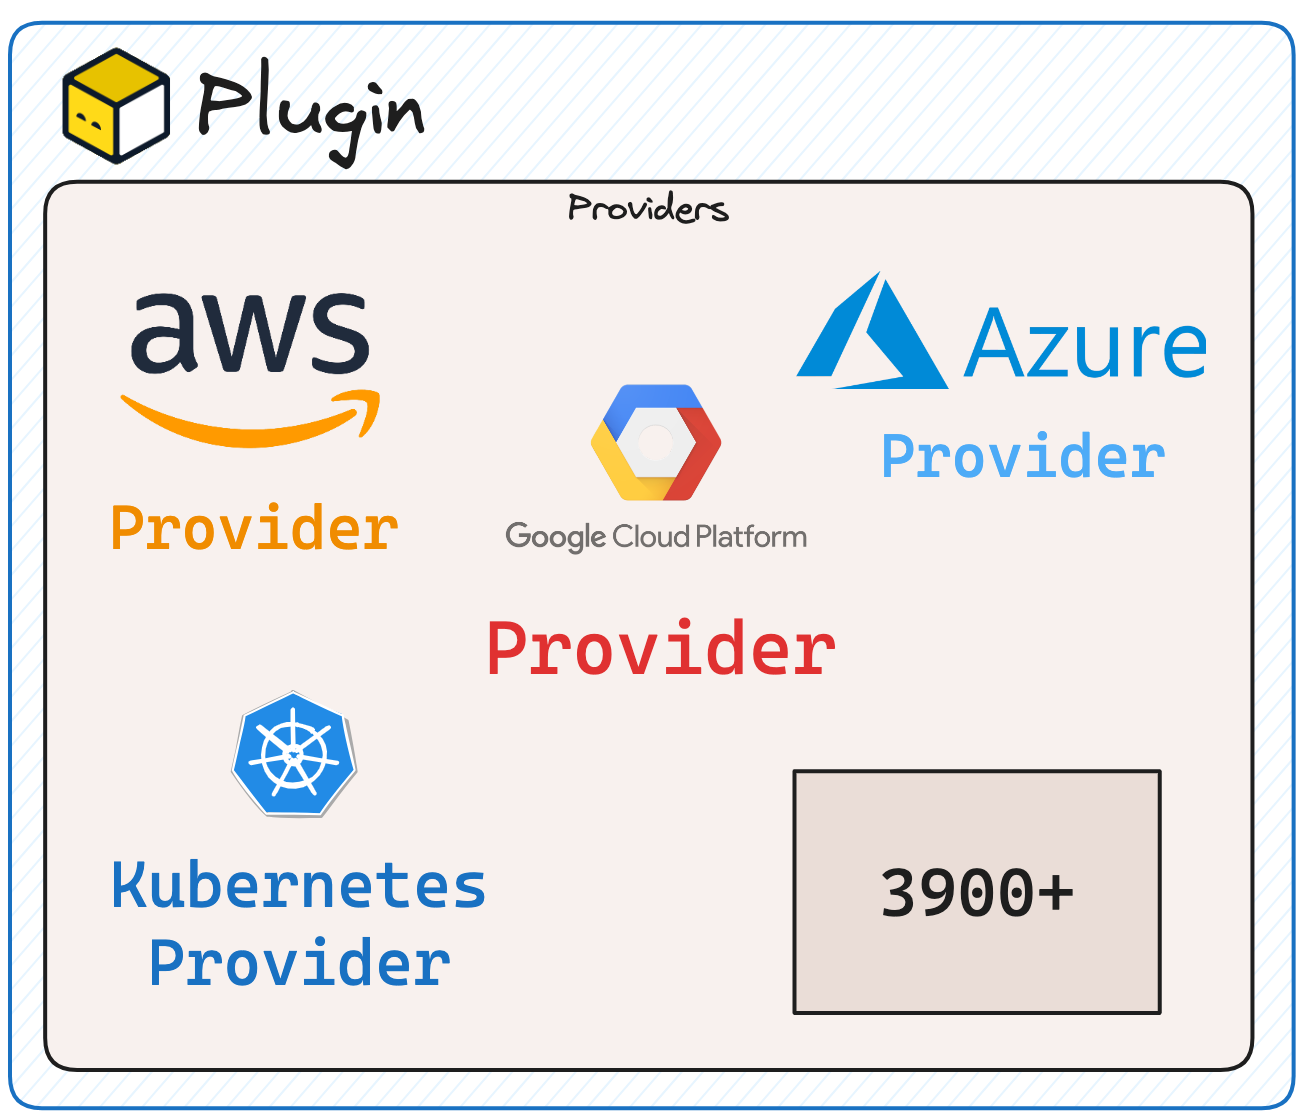 Plugin
Providers
aws
Provider
Azure
Provider
Google Cloud Platform
Provider
Kubernetes
Provider
3900+